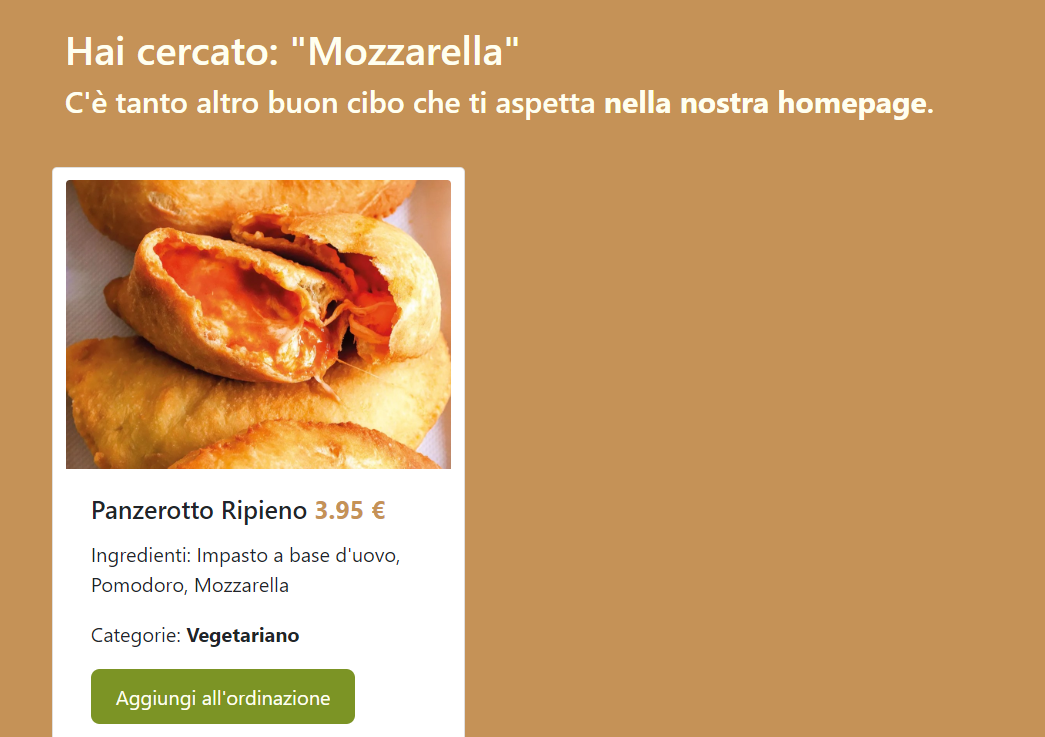 Hai cercato: "Mozzarella"
C'è tanto altro buon cibo che ti aspetta nella nostra homepage.
Panzerotto Ripieno 3.95 €
Ingredienti: Impasto a base d'uovo,
Pomodoro, Mozzarella
Categorie: Vegetariano
Aggiungi all'ordinazione